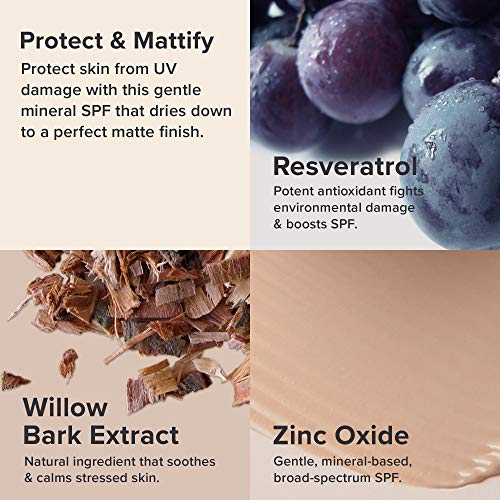 Protect & Mattify
Protect skin from UV
damage with this gentle
mineral SPF that dries down
to a perfect matte finish.
Resveratrol
Potent antioxidant fights
environmental damage
& boosts SPF.
Willow
Bark Extract
Natural ingredient that soothes
& calms stressed skin.
Zinc Oxide
Gentle, mineral-based,
broad-spectrum SPF.